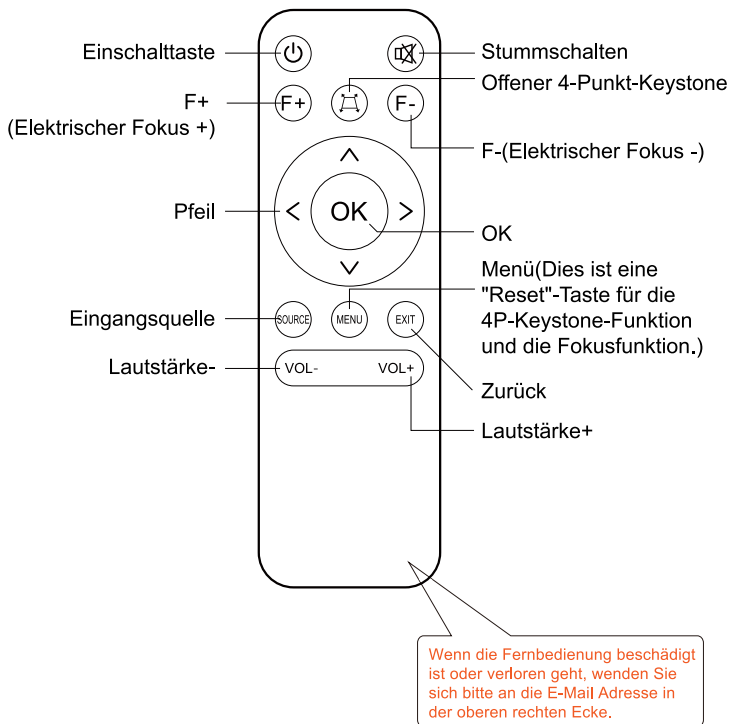 Einschalttaste
Stummschalten
Offener 4-Punkt-Keystone
F+
(Elektrischer Fokus +)
F+
F-
F-(Elektrischer Fokus -)
Pfeil
OK
OK
Menü(Dies ist eine
"Reset"-Taste für die
4P-Keystone-Funktion
und die Fokusfunktion.)
Eingangsquelle
SOURCE
MENU
EXIT
Lautstärke-
VOL-
VOL+
Zurück
Lautstärke+
Wenn die Fernbedienung beschädigt
ist oder verloren geht, wenden Sie
sich bitte an die E-Mail Adresse in
der oberen rechten Ecke.